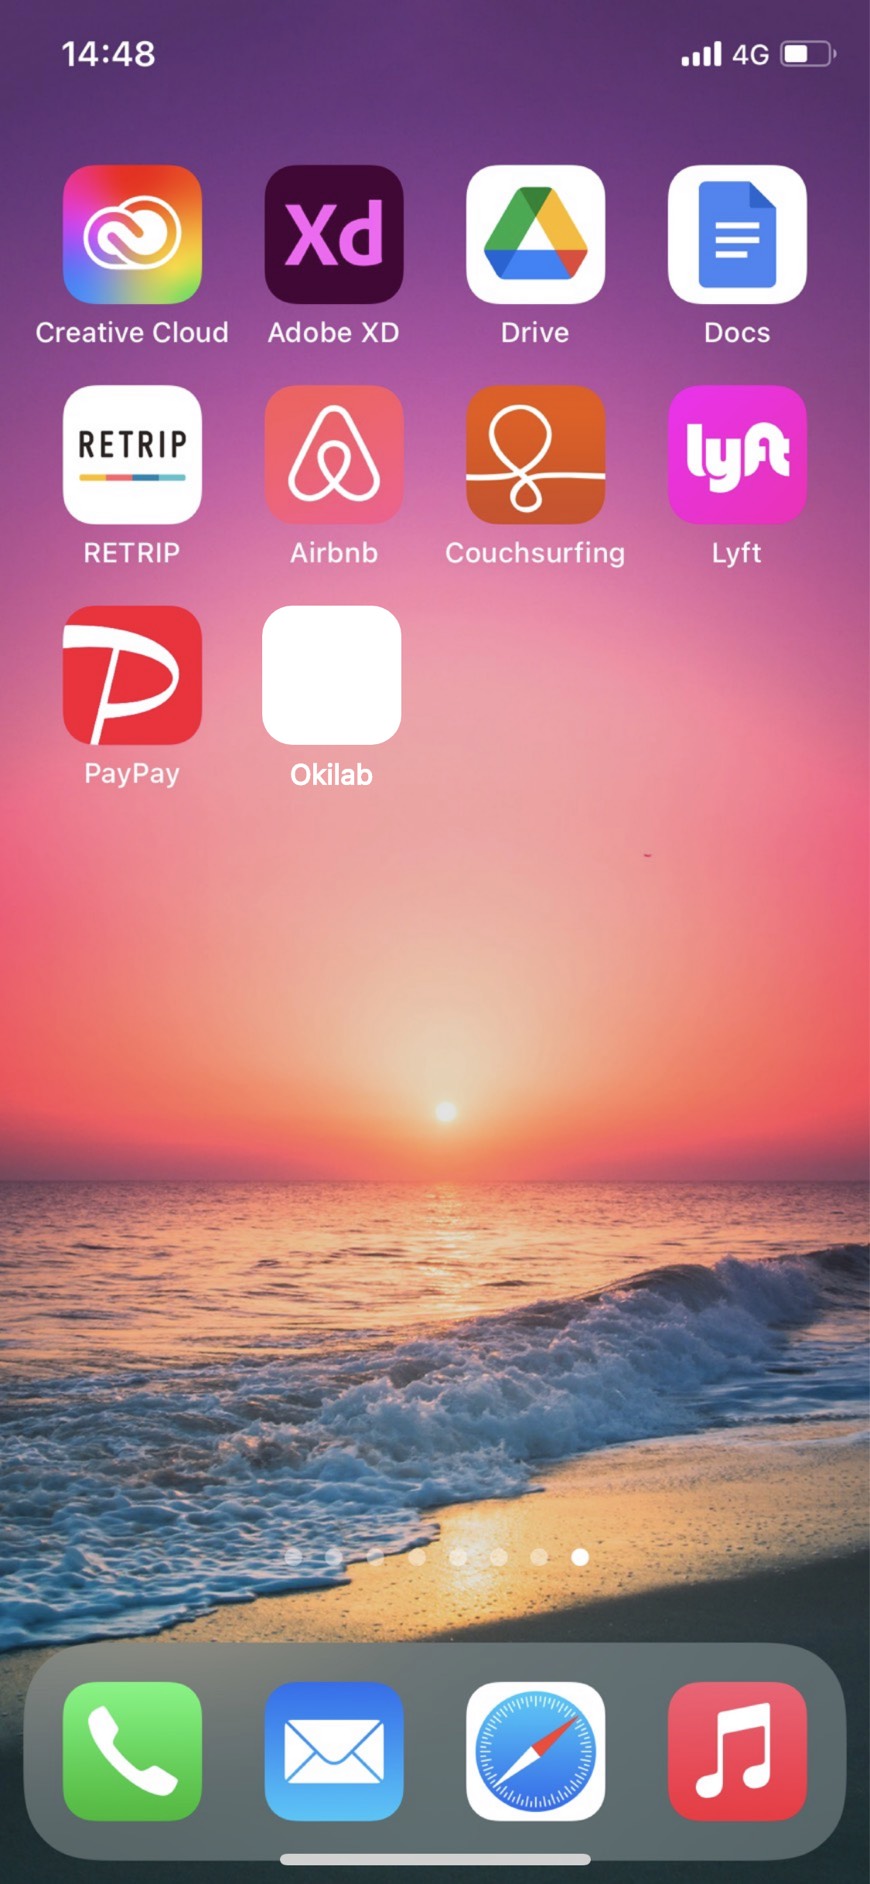 14:48 4G
Xd
Creative Cloud Adobe XD Drive Docs
RETRIP lyft
RETRIP Airbnb Couchsurfing Lyft
PayPay Okilab